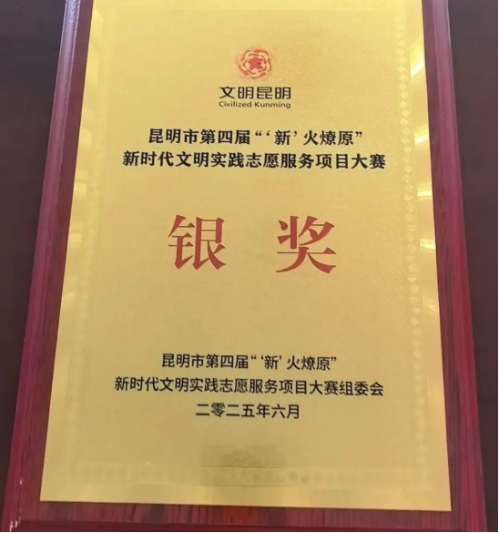 文明昆明
Civilized Kunming
昆明市第四届“‘新’火燎原”
新时代文明实践志愿服务项目大赛
银奖
昆明市第四届“‘新’火燎原”
新时代文明实践志愿服务项目大赛组委会
二零二五年六月